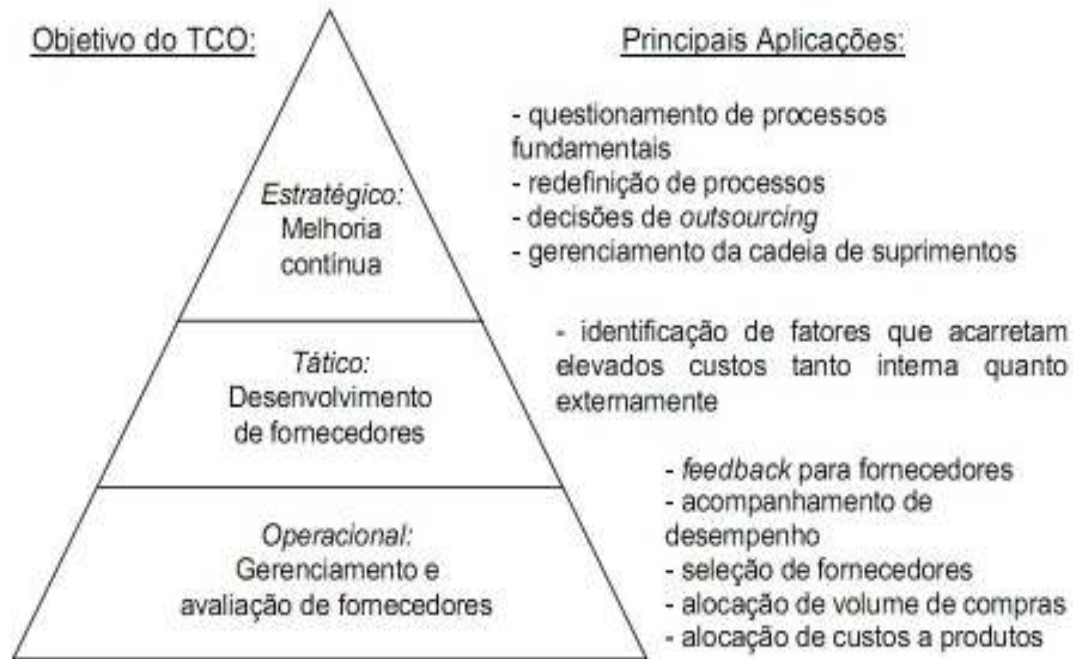 Objetivo do TCO:
Principais Aplicações:
Estratégico:
Melhoria
contínua
- questionamento de processos
fundamentais
- redefinição de processos
- decisões de outsourcing
- gerenciamento da cadeia de suprimentos
Tático:
Desenvolvimento
de fornecedores
- identificação de fatores que acarretam
elevados custos tanto interna quanto
externamente
Operacional:
Gerenciamento e
avaliação de fornecedores
- feedback para fornecedores
- acompanhamento de
desempenho
- seleção de fornecedores
- alocação de volume de compras
- alocação de custos a produtos